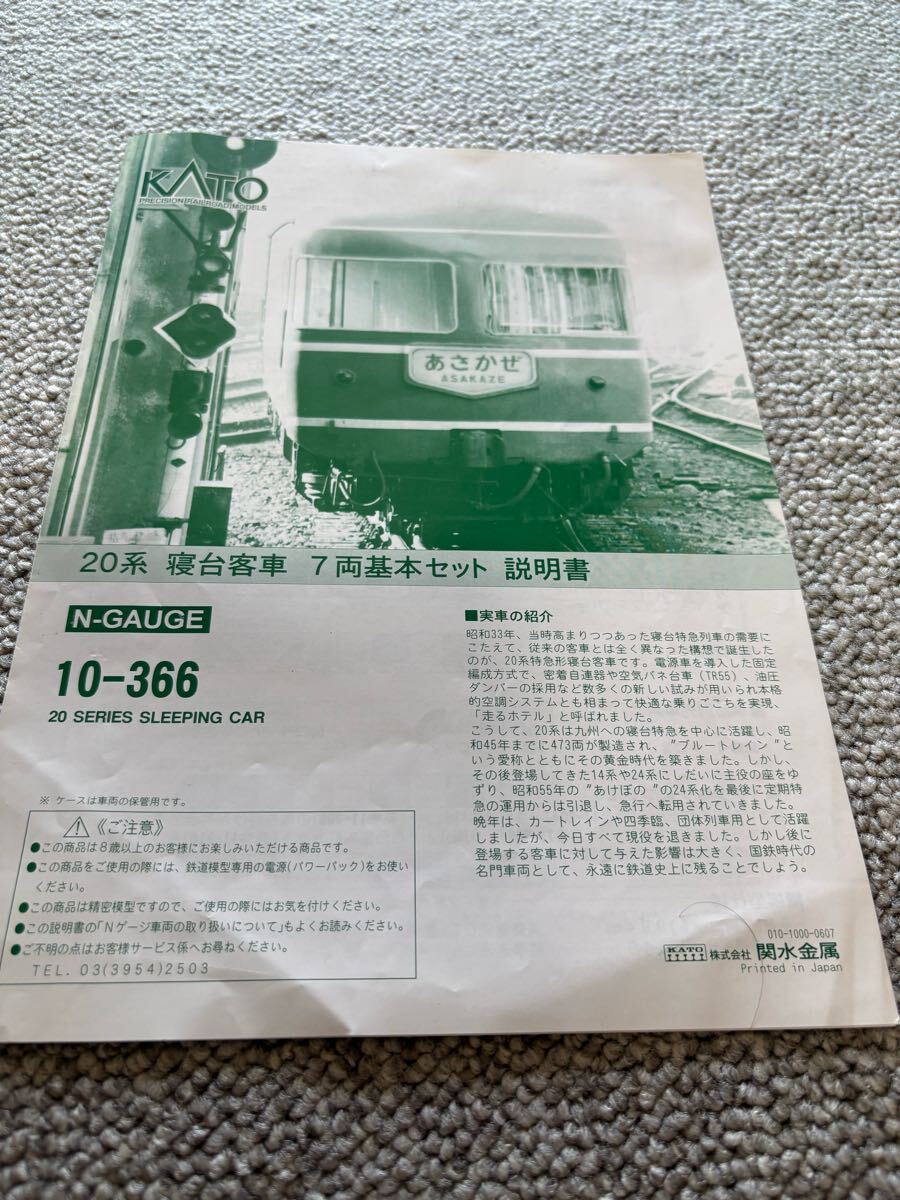 KATO
PRECISION RAILROAD MODELS
あさかぜ
ASAKAZE
20系 寝台客車 7両基本セット 説明書
N-GAUGE
10-366
20 SERIES SLEEPING CAR
※ ケースは車両の保管用です。
⚠《ご注意》
●この商品は8歳以上のお客様にお楽しみいただける商品です。
●この商品をご使用の際には、鉄道模型専用の電源(パワーパック)をお使い
ください。
●この商品は精密模型ですので、ご使用の際にはお気を付けください。
●この説明書の「Nゲージ車両の取り扱いについて」もよくお読みください。
●ご不明の点はお客様サービス係へお尋ねください。
TEL. 03(3954)2503
■実車の紹介
昭和33年、当時高まりつつあった寝台特急列車の需要に
こたえて、従来の客車とは全く異なった構想で誕生した
のが、20系特急形寝台客車です。電源車を導入した固定
編成方式で、密着自連器や空気バネ台車（TR55）、油圧
ダンパーの採用など数多くの新しい試みが用いられ本格
的空調システムとも相まって快適な乗りごこちを実現、
「走るホテル」と呼ばれました。
こうして、20系は九州への寝台特急を中心に活躍し、昭
和45年までに473両が製造され、“ブルートレイン”と
いう愛称とともにその黄金時代を築きました。しかし、
その後登場してきた14系や24系にしだいに主役の座をゆ
ずり、昭和55年の“あけぼの”の24系化を最後に定期特
急の運用からは引退し、急行へ転用されていきました。
晩年は、カートレインや四季臨、団体列車用として活躍
しましたが、今日すべて現役を退きました。しかし後に
登場する客車に対して与えた影響は大きく、国鉄時代の
名門車両として、永遠に鉄道史上に残ることでしょう。
010-1000-0607
KATO 株式会社 関水金属
Printed in Japan